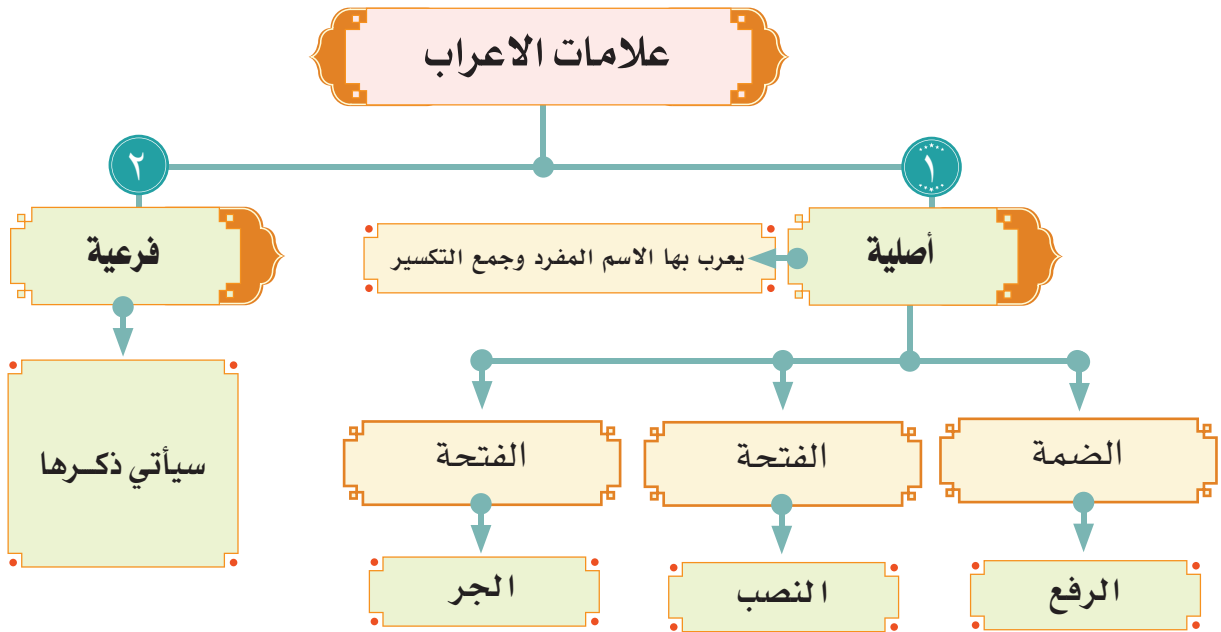 علامات الاعراب
١
٢
أصلية
يعرب بها الاسم المفرد وجمع التكسير
فرعية
الضمة
الفتحة
الفتحة
سيأتي ذكـرها
الرفع
النصب
الجر